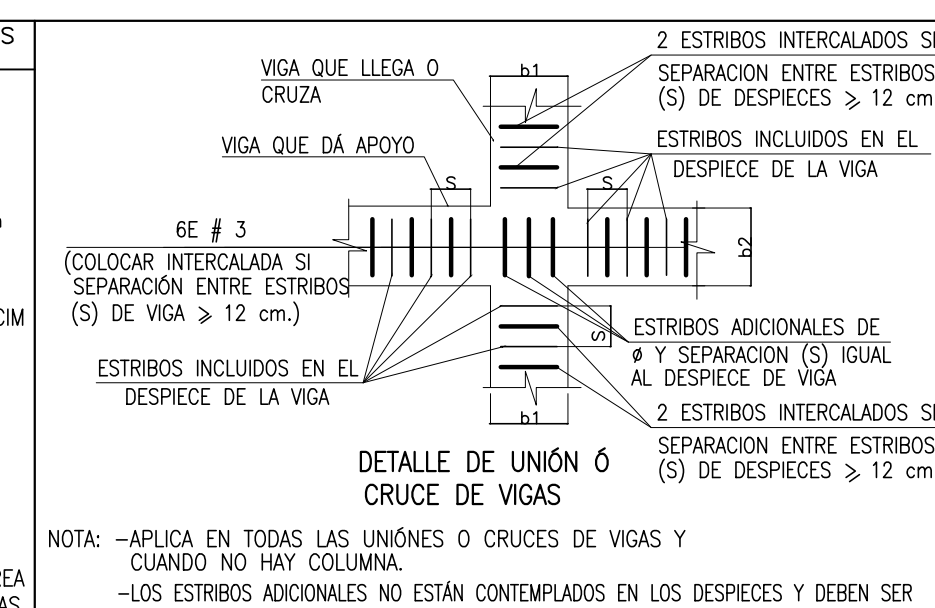 S
VIGA QUE LLEGA O
CRUZA
b1
2 ESTRIBOS INTERCALADOS SI
SEPARACION ENTRE ESTRIBOS
(S) DE DESPIECES ⩾ 12 cm
VIGA QUE DÁ APOYO
ESTRIBOS INCLUIDOS EN EL
DESPIECE DE LA VIGA
S
S
6E # 3
(COLOCAR INTERCALADA SI
SEPARACIÓN ENTRE ESTRIBOS
(S) DE VIGA ⩾ 12 cm.)
b2
CIM
S
ESTRIBOS ADICIONALES DE
ø Y SEPARACION (S) IGUAL
AL DESPIECE DE VIGA
ESTRIBOS INCLUIDOS EN EL
DESPIECE DE LA VIGA
b1
2 ESTRIBOS INTERCALADOS SI
SEPARACION ENTRE ESTRIBOS
(S) DE DESPIECES ⩾ 12 cm
DETALLE DE UNIÓN Ó
CRUCE DE VIGAS
NOTA: –APLICA EN TODAS LAS UNIÓNES O CRUCES DE VIGAS Y
CUANDO NO HAY COLUMNA.
–LOS ESTRIBOS ADICIONALES NO ESTÁN CONTEMPLADOS EN LOS DESPIECES Y DEBEN SER